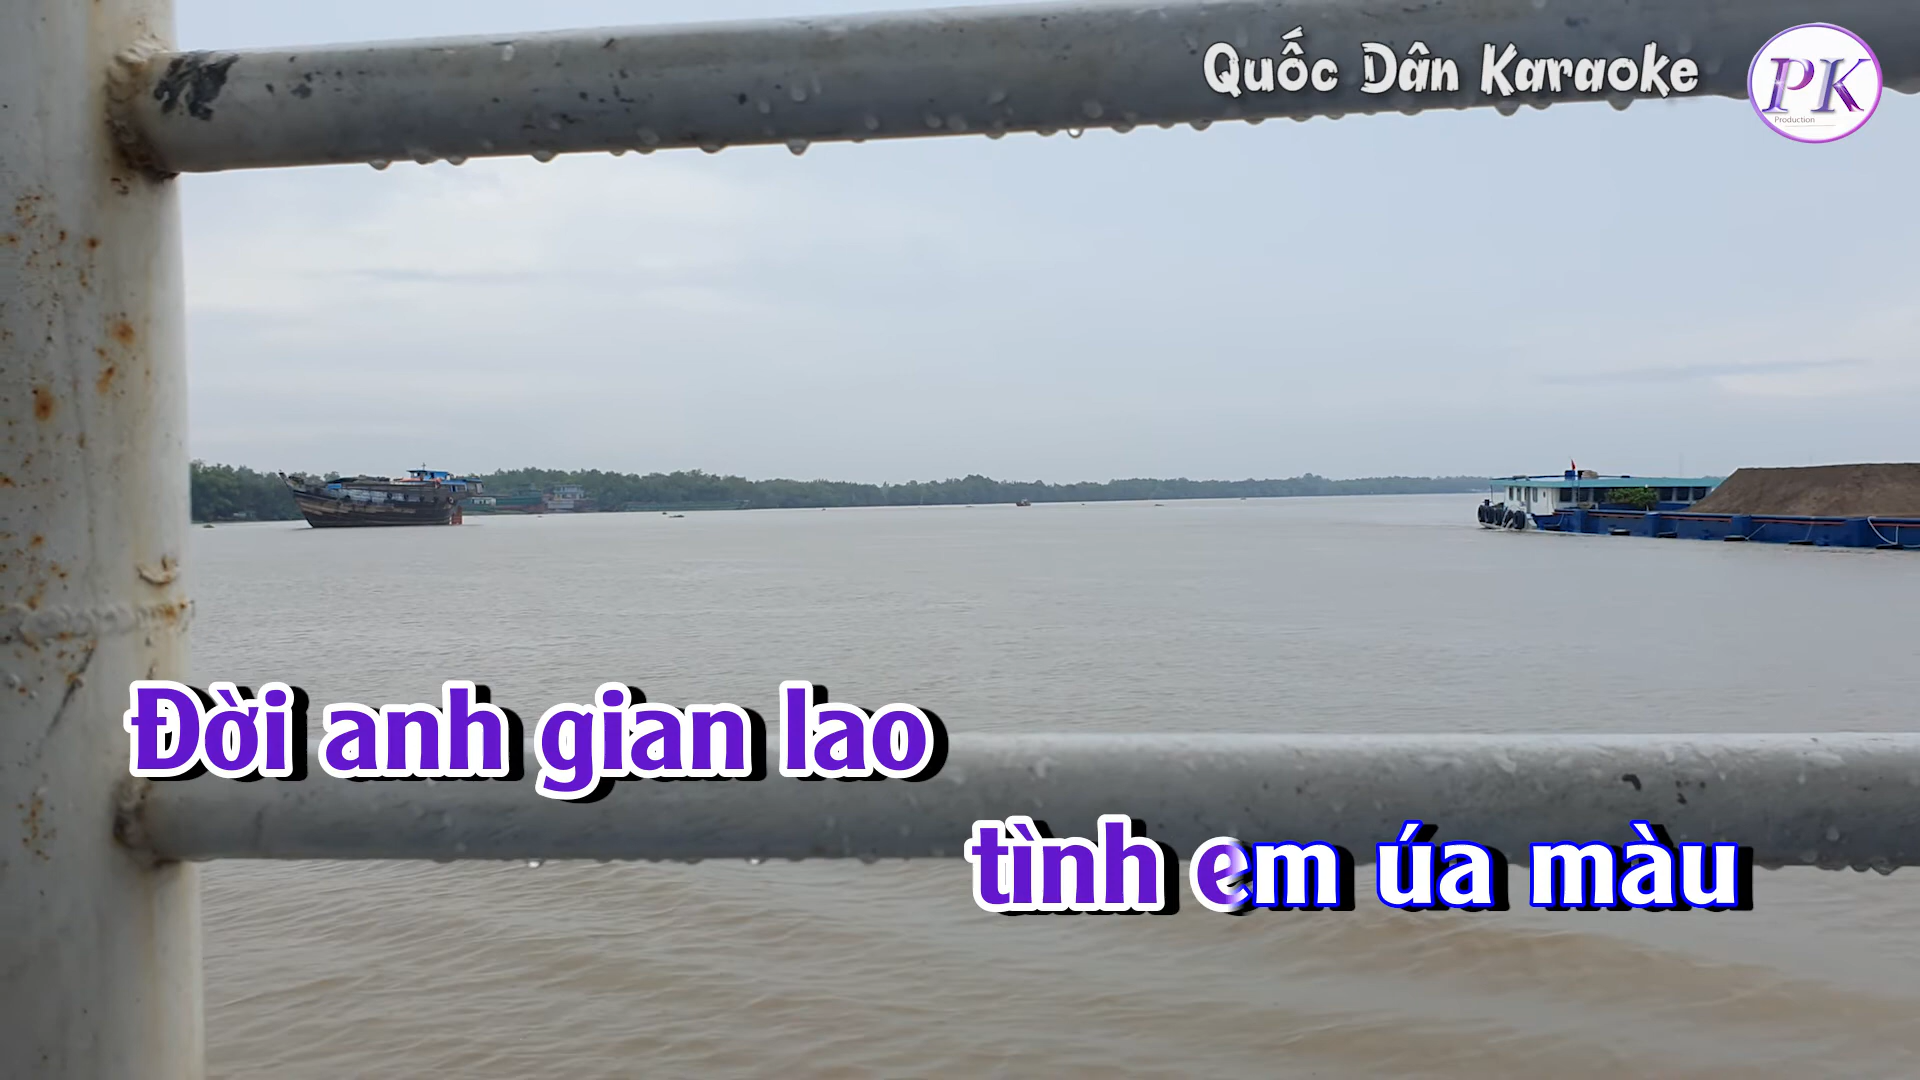 Quốc Dân Karaoke
PK
Production
Đời anh gian lao
tình em úa màu